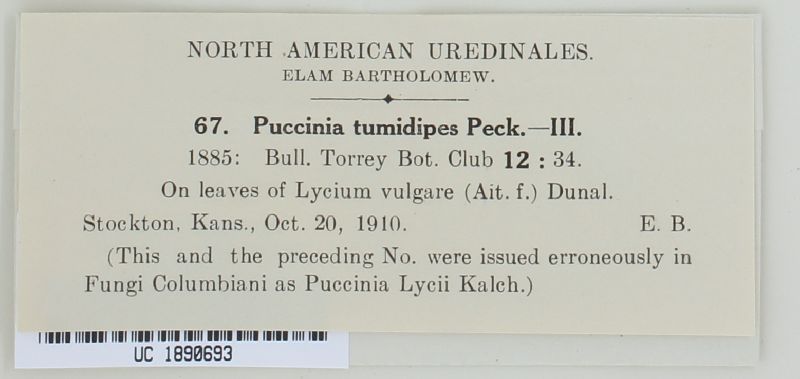 NORTH AMERICAN UREDINALES.
ELAM BARTHOLOMEW.
67. Puccinia tumidipes Peck.—III.
1885: Bull. Torrey Bot. Club 12 : 34.
On leaves of Lycium vulgare (Ait. f.) Dunal.
Stockton, Kans., Oct. 20, 1910. E. B.
(This and the preceding No. were issued erroneously in
Fungi Columbiani as Puccinia Lycii Kalch.)
UC 1890693